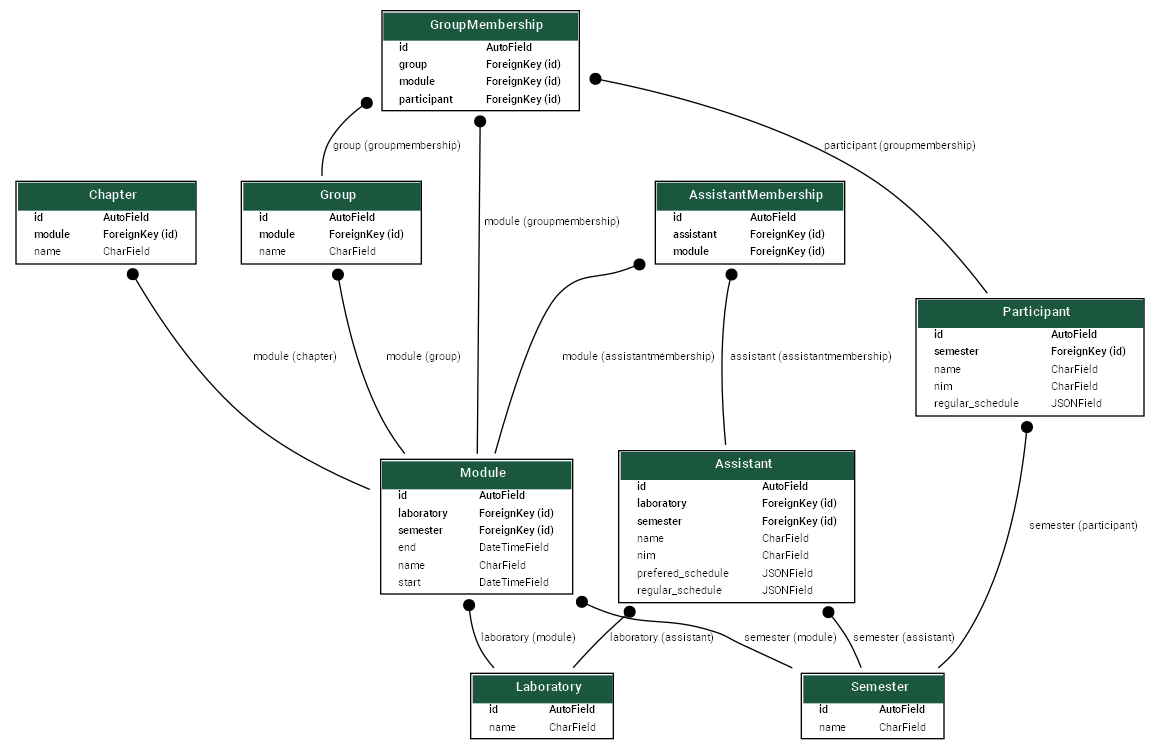 GroupMembership
id AutoField
group ForeignKey (id)
module ForeignKey (id)
participant ForeignKey (id)
group (groupmembership)
participant (groupmembership)
Chapter
id AutoField
module ForeignKey (id)
name CharField
Group
id AutoField
module ForeignKey (id)
name CharField
module (groupmembership)
AssistantMembership
id AutoField
assistant ForeignKey (id)
module ForeignKey (id)
Participant
id AutoField
semester ForeignKey (id)
name CharField
nim CharField
regular_schedule JSONField
module (chapter)
module (group)
module (assistantmembership)
assistant (assistantmembership)
Module
id AutoField
laboratory ForeignKey (id)
semester ForeignKey (id)
end DateTimeField
name CharField
start DateTimeField
Assistant
id AutoField
laboratory ForeignKey (id)
semester ForeignKey (id)
name CharField
nim CharField
prefered_schedule JSONField
regular_schedule JSONField
semester (participant)
laboratory (module)
laboratory (assistant)
semester (module)
semester (assistant)
Laboratory
id AutoField
name CharField
Semester
id AutoField
name CharField